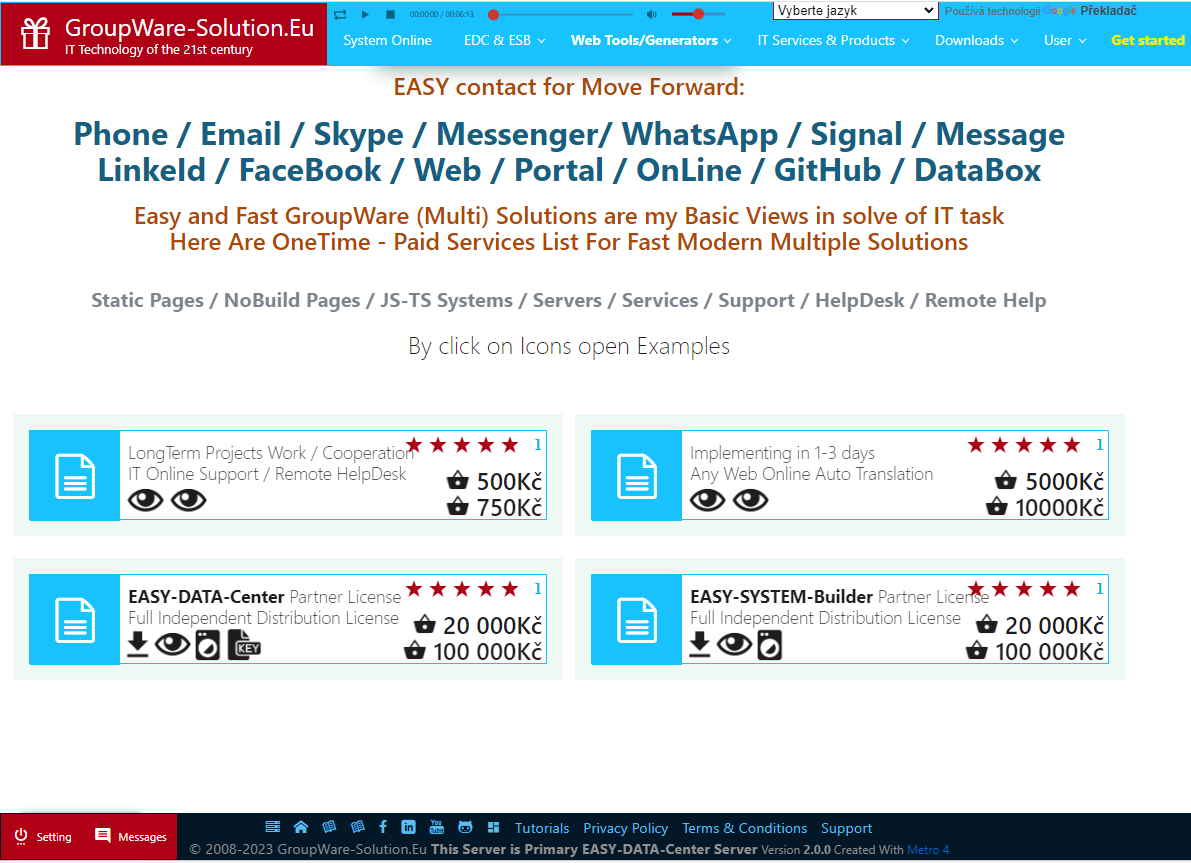 GroupWare-Solution.Eu
IT Technology of the 21st century
00:00:00 / 00:06:13
Vyberte jazyk
Používá technologii Google Překladač
System Online
EDC & ESB
Web Tools/Generators
IT Services & Products
Downloads
User
Get started
EASY contact for Move Forward:
Phone / Email / Skype / Messenger/ WhatsApp / Signal / Message
LinkeId / FaceBook / Web / Portal / OnLine / GitHub / DataBox
Easy and Fast GroupWare (Multi) Solutions are my Basic Views in solve of IT task
Here Are OneTime - Paid Services List For Fast Modern Multiple Solutions
Static Pages / NoBuild Pages / JS-TS Systems / Servers / Services / Support / HelpDesk / Remote Help
By click on Icons open Examples
LongTerm Projects Work / Cooperation
1
IT Online Support / Remote HelpDesk
500Kč
750Kč
Implementing in 1-3 days
1
Any Web Online Auto Translation
5000Kč
10000Kč
EASY-DATA-Center Partner License
1
Full Independent Distribution License
20 000Kč
KEY
100 000Kč
EASY-SYSTEM-Builder Partner License
1
Full Independent Distribution License
20 000Kč
100 000Kč
Setting
Messages
You Tube
Tutorials
Privacy Policy
Terms & Conditions
Support
© 2008-2023 GroupWare-Solution.Eu This Server is Primary EASY-DATA-Center Server Version 2.0.0 Created With Metro 4